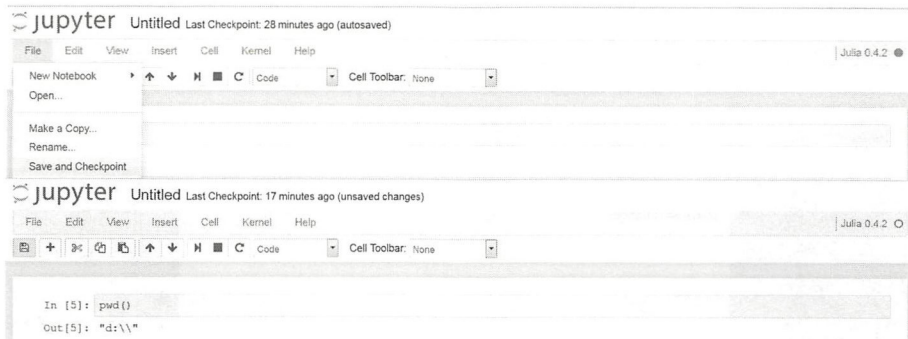 jupyter Untitled Last Checkpoint: 28 minutes ago (autosaved)
File Edit View Insert Cell Kernel Help Julia 0.4.2
New Notebook Code Cell Toolbar: None
Open...
Make a Copy...
Rename...
Save and Checkpoint
jupyter Untitled Last Checkpoint: 17 minutes ago (unsaved changes)
File Edit View Insert Cell Kernel Help Julia 0.4.2
Code Cell Toolbar: None
In [5]: pwd()
Out[5]: "d:\\"